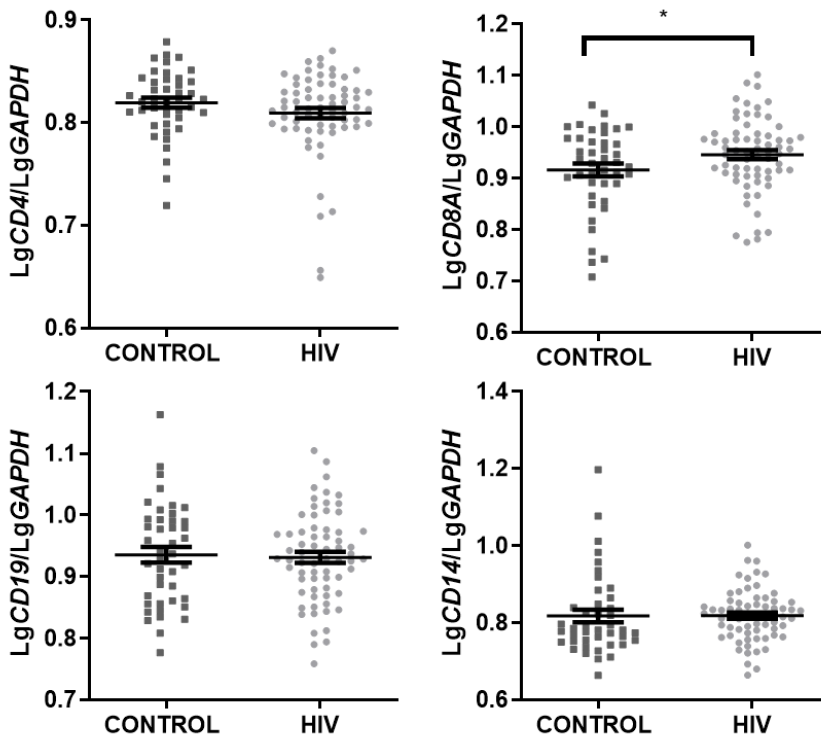 LgCD4/LgGAPDH
0.9
0.8
0.7
0.6
CONTROL
HIV
LgCD8A/LgGAPDH
1.2
1.1
1.0
0.9
0.8
0.7
0.6
*
CONTROL
HIV
LgCD19/LgGAPDH
1.2
1.1
1.0
0.9
0.8
0.7
CONTROL
HIV
LgCD14/LgGAPDH
1.4
1.2
1.0
0.8
0.6
CONTROL
HIV